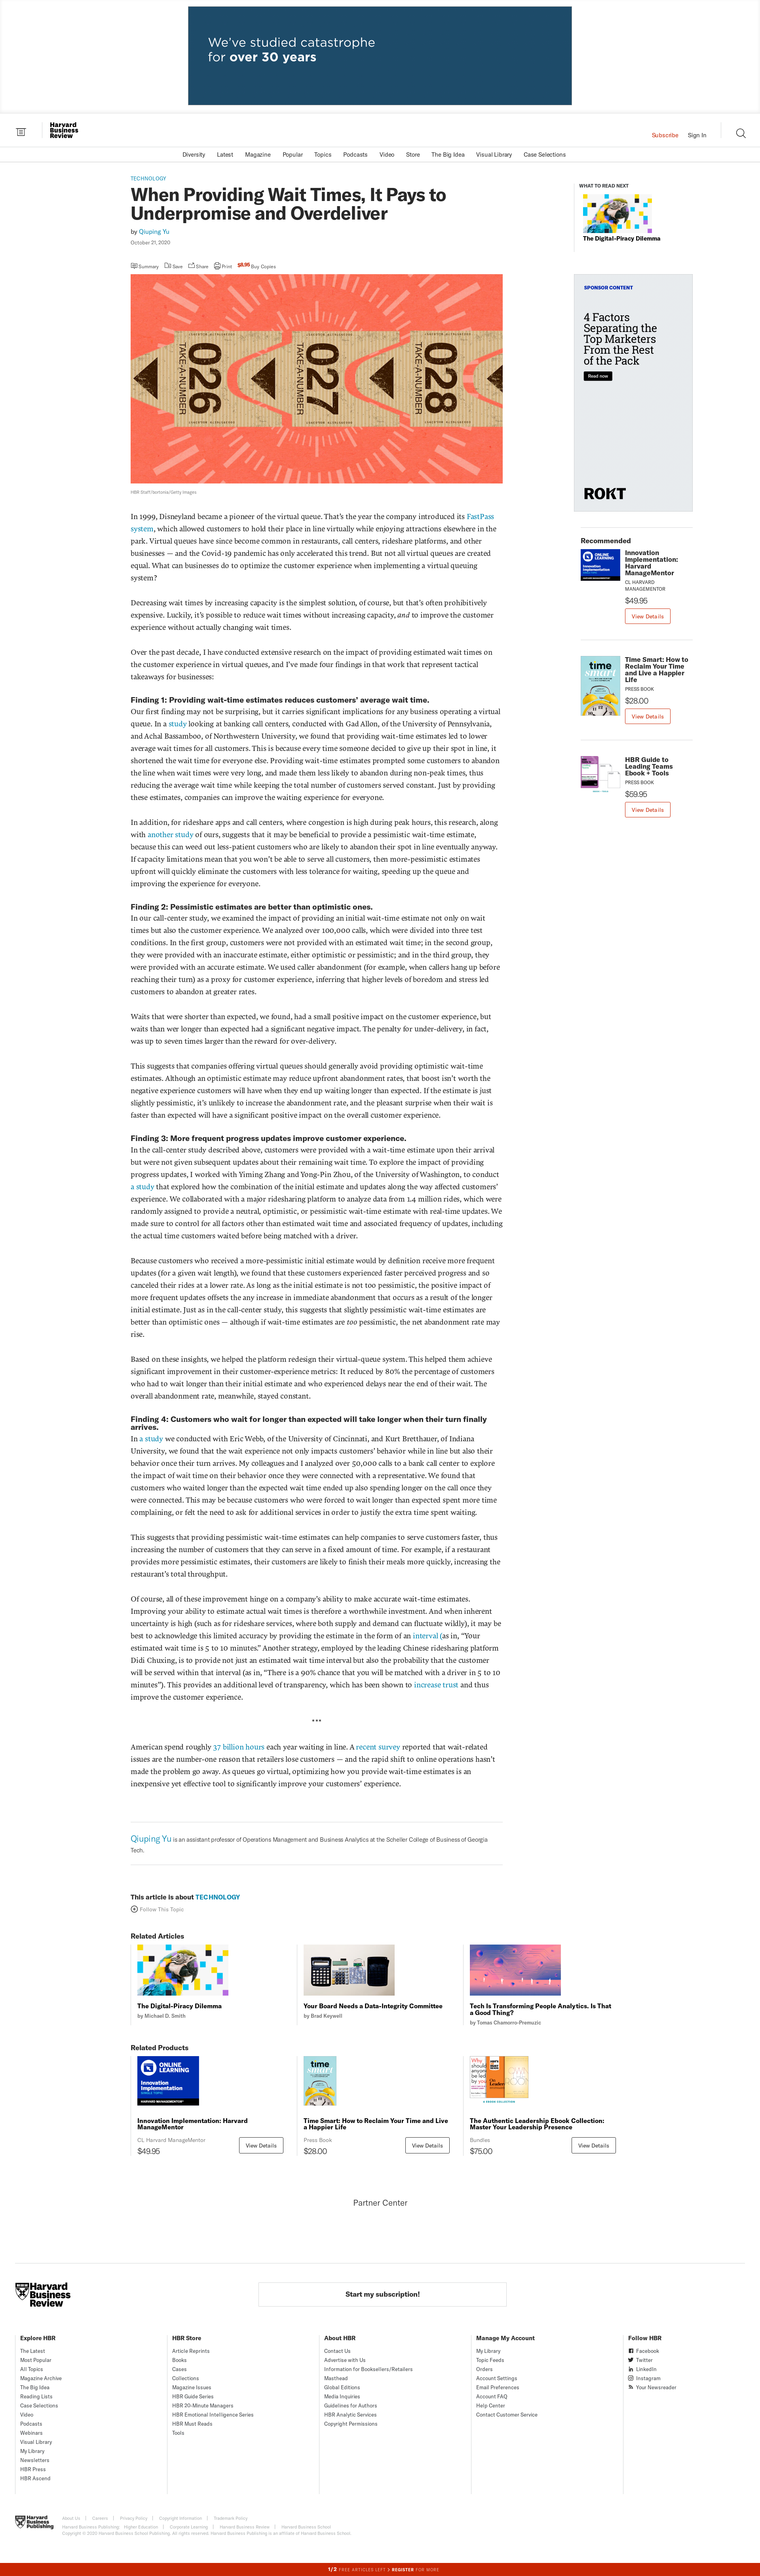 We've studied catastrophe
for over 30 years
Harvard
Business
Review
Subscribe
Sign In
Diversity
Latest
Magazine
Popular
Topics
Podcasts
Video
Store
The Big Idea
Visual Library
Case Selections
TECHNOLOGY
When Providing Wait Times, It Pays to
Underpromise and Overdeliver
by Qiuping Yu
October 21, 2020
Summary
Save
Share
Print
$8.95 Buy Copies
TAKE-A-NUMBER
026
TAKE-A-NUMBER
027
TAKE-A-NUMBER
028
HBR Staff/ilbusca/Getty Images
In 1999, Disneyland became a pioneer of the virtual queue. That's the year the company introduced its FastPass
system, which allowed customers to hold their place in line virtually while enjoying attractions elsewhere in the
park. Virtual queues have since become common in restaurants, call centers, rideshare platforms, and other
businesses — and the Covid-19 pandemic has only accelerated this trend. But not all virtual queues are created
equal. What can businesses do to optimize the customer experience when implementing a virtual queuing
system?
Decreasing wait times by increasing capacity is the simplest solution, of course, but that's often prohibitively
expensive. Luckily, it's possible to reduce wait times without increasing capacity, and to improve the customer
experience without actually changing wait times.
Over the past decade, I have conducted extensive research on the impact of providing estimated wait times on
the customer experience in virtual queues, and I've made four findings in that work that represent tactical
takeaways for businesses:
Finding 1: Providing wait-time estimates reduces customers' average wait time.
Our first finding may not be surprising, but it carries significant implications for any business operating a virtual
queue. In a study looking at banking call centers, conducted with Gad Allon, of the University of Pennsylvania,
and Achal Bassamboo, of Northwestern University, we found that providing wait-time estimates led to lower
average wait times for all customers. This is because every time someone decided to give up their spot in line, it
shortened the wait time for everyone else. Providing wait-time estimates prompted some customers to abandon
the line when wait times were very long, and made them less likely to abandon during non-peak times, thus
reducing the average wait time while keeping the total number of customers served constant. Just by providing
these estimates, companies can improve the waiting experience for everyone.
In addition, for rideshare apps and call centers, where congestion is high during peak hours, this research, along
with another study of ours, suggests that it may be beneficial to provide a pessimistic wait-time estimate,
because this can weed out less-patient customers who are likely to abandon their spot in line eventually anyway.
If capacity limitations mean that you won't be able to serve all customers, then more-pessimistic estimates
upfront will quickly eliminate the customers with less tolerance for waiting, speeding up the queue and
improving the experience for everyone.
Finding 2: Pessimistic estimates are better than optimistic ones.
In our call-center study, we examined the impact of providing an initial wait-time estimate not only on wait
times but also the customer experience. We analyzed over 100,000 calls, which were divided into three test
conditions. In the first group, customers were not provided with an estimated wait time; in the second group,
they were provided with an inaccurate estimate, either optimistic or pessimistic; and in the third group, they
were provided with an accurate estimate. We used caller abandonment (for example, when callers hang up before
reaching their turn) as a proxy for customer experience, inferring that higher levels of boredom and stress led
customers to abandon at greater rates.
Waits that were shorter than expected, we found, had a small positive impact on the customer experience, but
waits than were longer than expected had a significant negative impact. The penalty for under-delivery, in fact,
was up to seven times larger than the reward for over-delivery.
This suggests that companies offering virtual queues should generally avoid providing optimistic wait-time
estimates. Although an optimistic estimate may reduce upfront abandonment rates, that boost isn't worth the
negative experience customers will have when they end up waiting longer than expected. If the estimate is just
slightly pessimistic, it's unlikely to increase the abandonment rate, and the pleasant surprise when their wait is
faster than expected will have a significant positive impact on the overall customer experience.
Finding 3: More frequent progress updates improve customer experience.
In the call-center study described above, customers were provided with a wait-time estimate upon their arrival
but were not given subsequent updates about their remaining wait time. To explore the impact of providing
progress updates, I worked with Yiming Zhang and Yong-Pin Zhou, of the University of Washington, to conduct
a study that explored how the combination of the initial estimate and updates along the way affected customers'
experience. We collaborated with a major ridesharing platform to analyze data from 1.4 million rides, which were
randomly assigned to provide a neutral, optimistic, or pessimistic wait-time estimate with real-time updates. We
made sure to control for all factors other than estimated wait time and associated frequency of updates, including
the actual time waited before being matched with a driver.
Because customers who received a more-pessimistic initial estimate would by definition receive more frequent
updates (for a given wait length), we found that these customers experienced faster perceived progress and so
canceled their rides at a lower rate. As long as the initial estimate is not too pessimistic, the positive impact of
more frequent updates offsets the any increase in immediate abandonment that occurs as a result of the longer
initial estimate. Just as in the call-center study, this suggests that slightly pessimistic wait-time estimates are
better than optimistic ones — although if wait-time estimates are too pessimistic, the net abandonment rate may
rise.
Based on these insights, we helped the platform redesign their virtual-queue system. This helped them achieve
significant improvement in their customer-experience metrics: It reduced by 80% the percentage of customers
who had to wait longer than their initial estimate and who experienced delays near the end of their wait. The
overall abandonment rate, meanwhile, stayed constant.
Finding 4: Customers who wait for longer than expected will take longer when their turn finally
arrives.
In a study we conducted with Eric Webb, of the University of Cincinnati, and Kurt Bretthauer, of Indiana
University, we found that the wait experience not only impacts customers' behavior while in line but also their
behavior once their turn arrives. My colleagues and I analyzed over 50,000 calls to a bank call center to explore
the impact of wait time on their behavior once they were connected with a representative. We found that
customers who waited longer than the expected wait time ended up also spending longer on the call once they
were connected. This may be because customers who were forced to wait longer than expected spent more time
complaining, or felt the need to ask for additional services in order to justify the extra time spent waiting.
This suggests that providing pessimistic wait-time estimates can help companies to serve customers faster, thus
increasing the number of customers that they can serve in a fixed amount of time. For example, if a restaurant
provides more pessimistic estimates, their customers are likely to finish their meals more quickly, increasing the
restaurant's total throughput.
Of course, all of these improvement hinge on a company's ability to make accurate wait-time estimates.
Improving your ability to estimate actual wait times is therefore a worthwhile investment. And when inherent
uncertainty is high (such as for rideshare services, where both supply and demand can fluctuate wildly), it may be
best to acknowledge this limited accuracy by providing the estimate in the form of an interval (as in, "Your
estimated wait time is 5 to 10 minutes." Another strategy, employed by the leading Chinese ridesharing platform
Didi Chuxing, is to provide not just an estimated wait time interval but also the probability that the customer
will be served within that interval (as in, "There is a 90% chance that you will be matched with a driver in 5 to 10
minutes"). This provides an additional level of transparency, which has been shown to increase trust and thus
improve the customer experience.
American spend roughly 37 billion hours each year waiting in line. A recent survey reported that wait-related
issues are the number-one reason that retailers lose customers — and the rapid shift to online operations hasn't
made the problem go away. As queues go virtual, optimizing how you provide wait-time estimates is an
inexpensive yet effective tool to significantly improve your customers' experience.
Qiuping Yu is an assistant professor of Operations Management and Business Analytics at the Scheller College of Business of Georgia
Tech.
This article is about TECHNOLOGY
Follow This Topic
WHAT TO READ NEXT
The Digital-Piracy Dilemma
SPONSOR CONTENT
4 Factors
Separating the
Top Marketers
From the Rest
of the Pack
Read now
ROKT
Recommended
ONLINE LEARNING
Innovation Implementation
Innovation
Implementation:
Harvard
ManageMentor
CL HARVARD
MANAGEMENTOR
$49.95
View Details
time smart
Time Smart: How to
Reclaim Your Time
and Live a Happier
Life
PRESS BOOK
$28.00
View Details
HBR Guide to
Leading Teams
Ebook + Tools
PRESS BOOK
$59.95
View Details
Related Articles
The Digital-Piracy Dilemma
by Michael D. Smith
Your Board Needs a Data-Integrity Committee
by Brad Keywell
Tech Is Transforming People Analytics. Is That
a Good Thing?
by Tomas Chamorro-Premuzic
Related Products
ONLINE LEARNING
Innovation Implementation
HARVARD MANAGEMENTOR
Innovation Implementation: Harvard
ManageMentor
CL Harvard ManageMentor
$49.95
View Details
time smart
Time Smart: How to Reclaim Your Time and Live
a Happier Life
Press Book
$28.00
View Details
The Authentic Leadership Ebook Collection:
Master Your Leadership Presence
Bundles
$75.00
View Details
Partner Center
Harvard
Business
Review
Start my subscription!
Explore HBR
The Latest
Most Popular
All Topics
Magazine Archive
The Big Idea
Reading Lists
Case Selections
Video
Podcasts
Webinars
Visual Library
My Library
Newsletters
HBR Press
HBR Ascend
HBR Store
Article Reprints
Books
Cases
Collections
Magazine Issues
HBR Guide Series
HBR 20-Minute Managers
HBR Emotional Intelligence Series
HBR Must Reads
Tools
About HBR
Contact Us
Advertise with Us
Information for Booksellers/Retailers
Masthead
Global Editions
Media Inquiries
Guidelines for Authors
HBR Analytic Services
Copyright Permissions
Manage My Account
My Library
Topic Feeds
Orders
Account Settings
Email Preferences
Account FAQ
Help Center
Contact Customer Service
Follow HBR
Facebook
Twitter
LinkedIn
Instagram
Your Newsreader
Harvard
Business
Publishing
About Us | Careers | Privacy Policy | Copyright Information | Trademark Policy
Harvard Business Publishing: Higher Education | Corporate Learning | Harvard Business Review | Harvard Business School
Copyright © 2020 Harvard Business School Publishing. All rights reserved. Harvard Business Publishing is an affiliate of Harvard Business School.
1/2 FREE ARTICLES LEFT > REGISTER FOR MORE